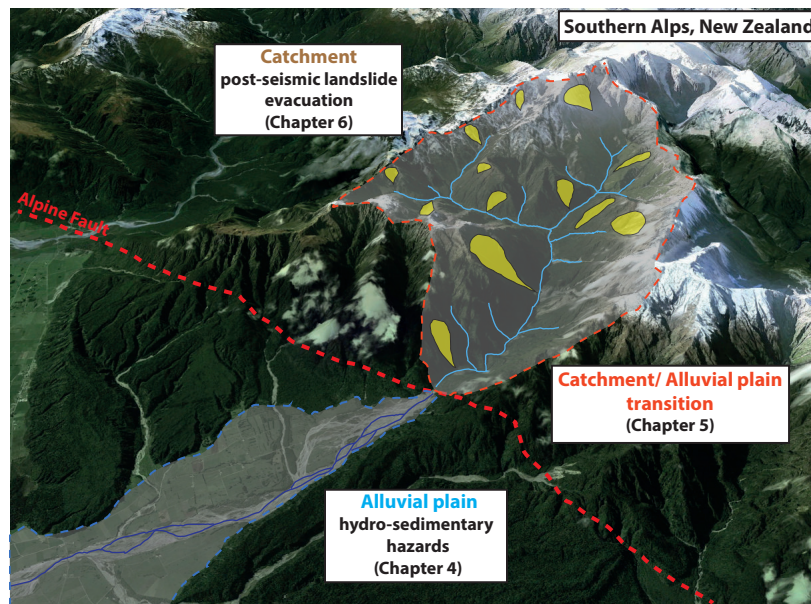 Southern Alps, New Zealand
Catchment
post-seismic landslide
evacuation
(Chapter 6)
Alpine Fault
Catchment/ Alluvial plain
transition
(Chapter 5)
Alluvial plain
hydro-sedimentary
hazards
(Chapter 4)